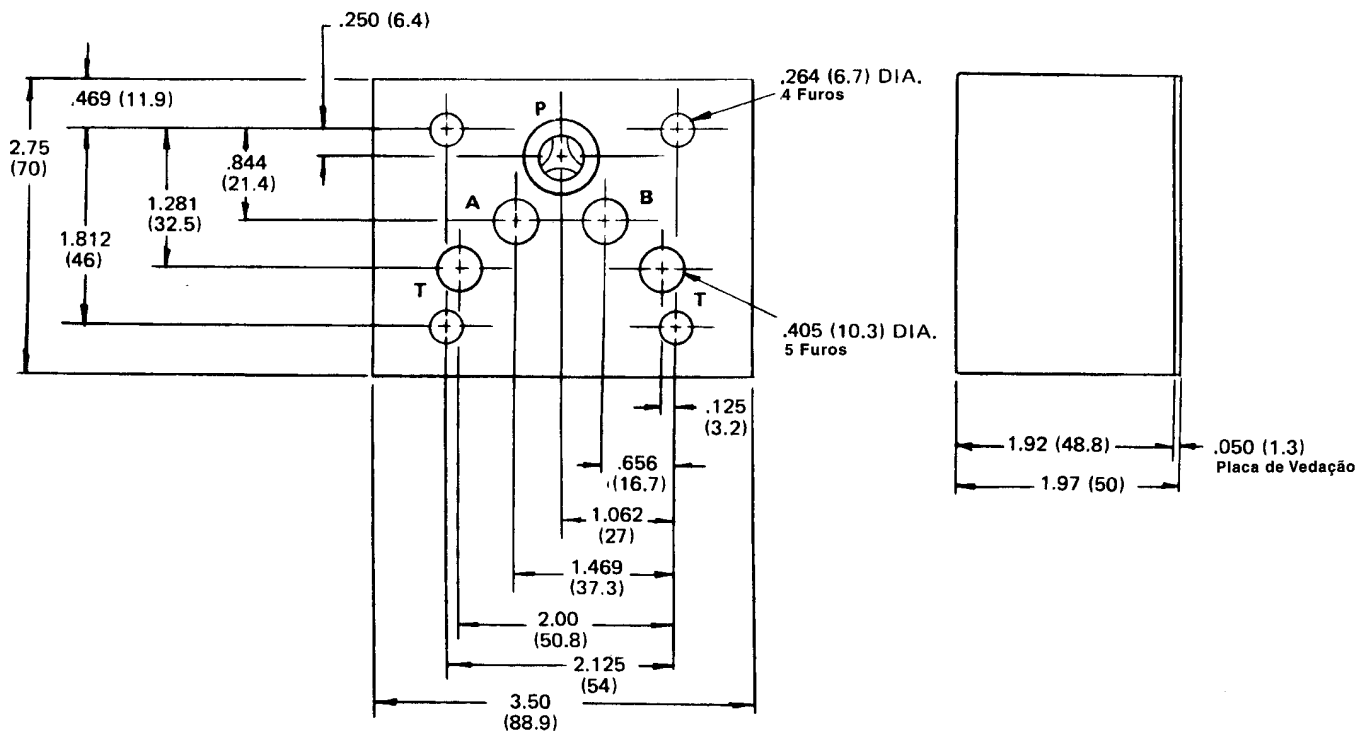 .250 (6.4)
.469 (11.9)
2.75
(70)
.844
(21.4)
1.281
(32.5)
1.812
(46)
P
A
B
T
T
.264 (6.7) DIA.
4 Furos
.405 (10.3) DIA.
5 Furos
.125
(3.2)
.656
(16.7)
1.062
(27)
1.469
(37.3)
2.00
(50.8)
2.125
(54)
3.50
(88.9)
1.92 (48.8)
.050 (1.3)
Placa de Vedação
1.97 (50)